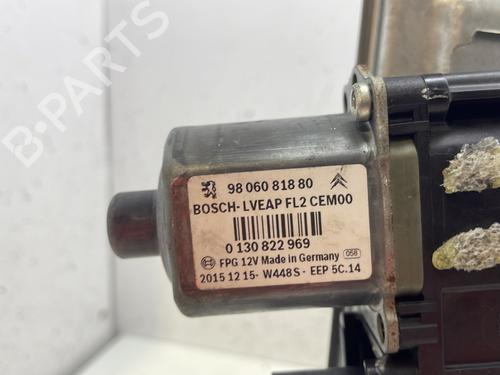 B-PARTS
98 060 818 80
BOSCH- LVEAP FL2 CEM00
0 130 822 969
FPG 12V Made in Germany 058
2015 12 15- W448S - EEP 5C.14